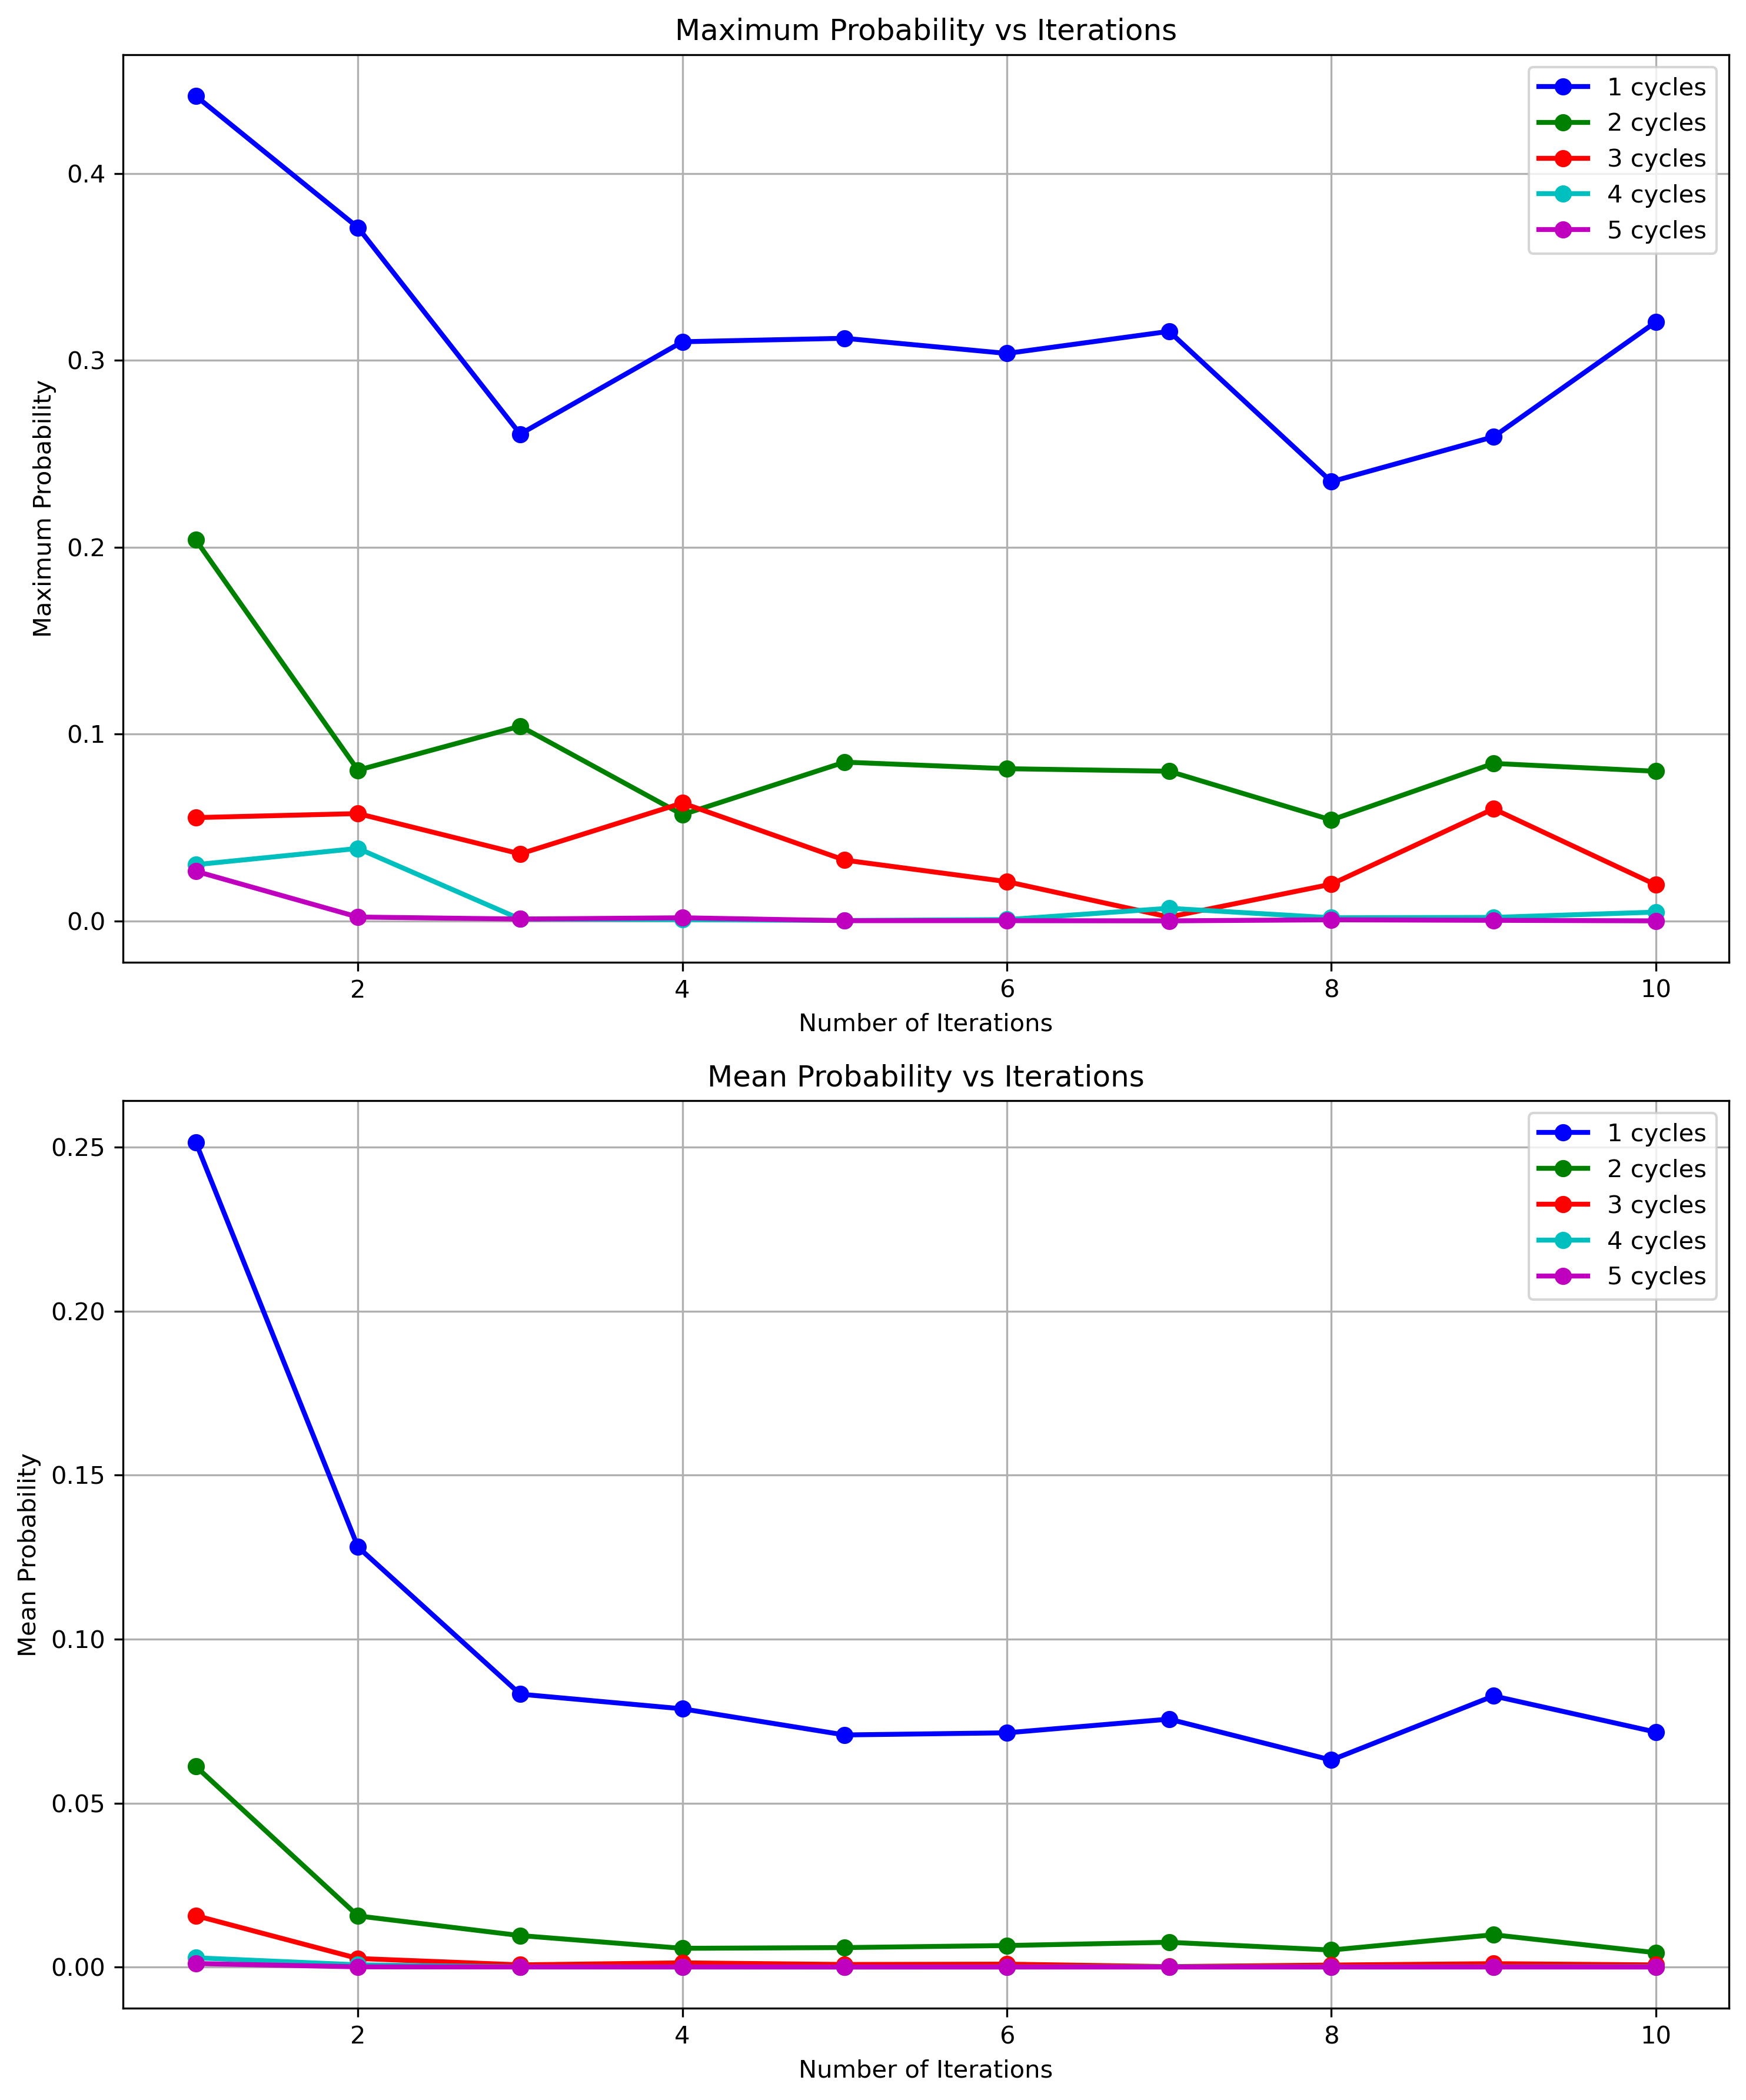 Maximum Probability vs Iterations
1 cycles
2 cycles
3 cycles
4 cycles
5 cycles
0.4
0.3
0.2
0.1
0.0
Maximum Probability
2 4 6 8 10
Number of Iterations
Mean Probability vs Iterations
1 cycles
2 cycles
3 cycles
4 cycles
5 cycles
0.25
0.20
0.15
0.10
0.05
0.00
Mean Probability
2 4 6 8 10
Number of Iterations